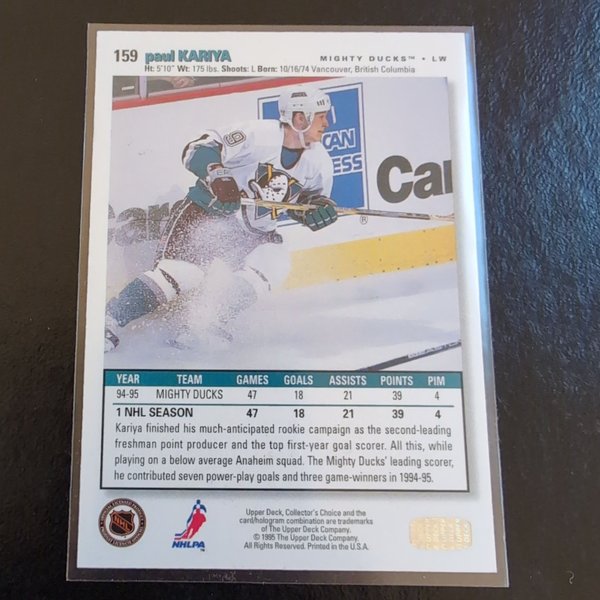 159 paul KARIYA MIGHTY DUCKS™ • LW
Ht: 5'10" Wt: 175 lbs. Shoots: L Born: 10/16/74 Vancouver, British Columbia
CAN
ESS
Car
®
YEAR TEAM GAMES GOALS ASSISTS POINTS PIM
94-95 MIGHTY DUCKS 47 18 21 39 4
1 NHL SEASON 47 18 21 39 4
Kariya finished his much-anticipated rookie campaign as the second-leading
freshman point producer and the top first-year goal scorer. All this, while
playing on a below average Anaheim squad. The Mighty Ducks' leading scorer,
he contributed seven power-play goals and three game-winners in 1994-95.
NHL
NHLPA
Upper Deck, Collector's Choice and the
card/hologram combination are trademarks
of The Upper Deck Company.
© 1995 The Upper Deck Company.
All Rights Reserved. Printed in the U.S.A.